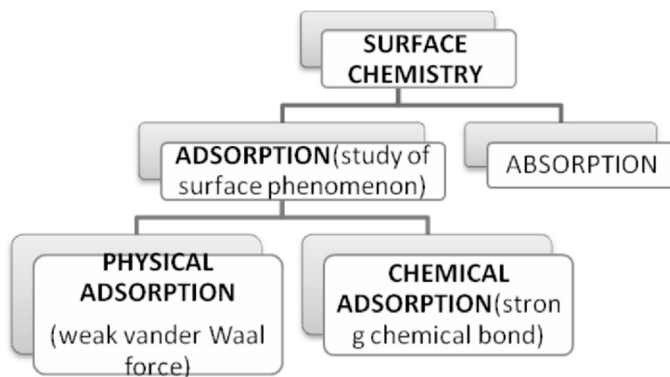 SURFACE
CHEMISTRY
ADSORPTION(study of
surface phenomenon)
ABSORPTION
PHYSICAL
ADSORPTION
(weak vander Waal
force)
CHEMICAL
ADSORPTION(stron
g chemical bond)